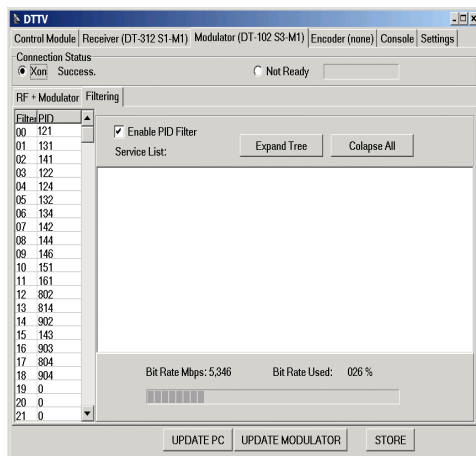 DTTV
Control Module Receiver (DT-312 S1-M1) Modulator (DT-102 S3-M1) Encoder (none) Console Settings
Connection Status
Xon Success. Not Ready
RF + Modulator Filtering
Filter PID
00 121
01 131
02 141
03 122
04 124
05 132
06 134
07 142
08 144
09 146
10 151
11 161
12 802
13 814
14 902
15 143
16 903
17 804
18 904
19 0
20 0
21 0
Enable PID Filter
Service List: Expand Tree Colapse All
Bit Rate Mbps: 5,346 Bit Rate Used: 026 %
UPDATE PC UPDATE MODULATOR STORE